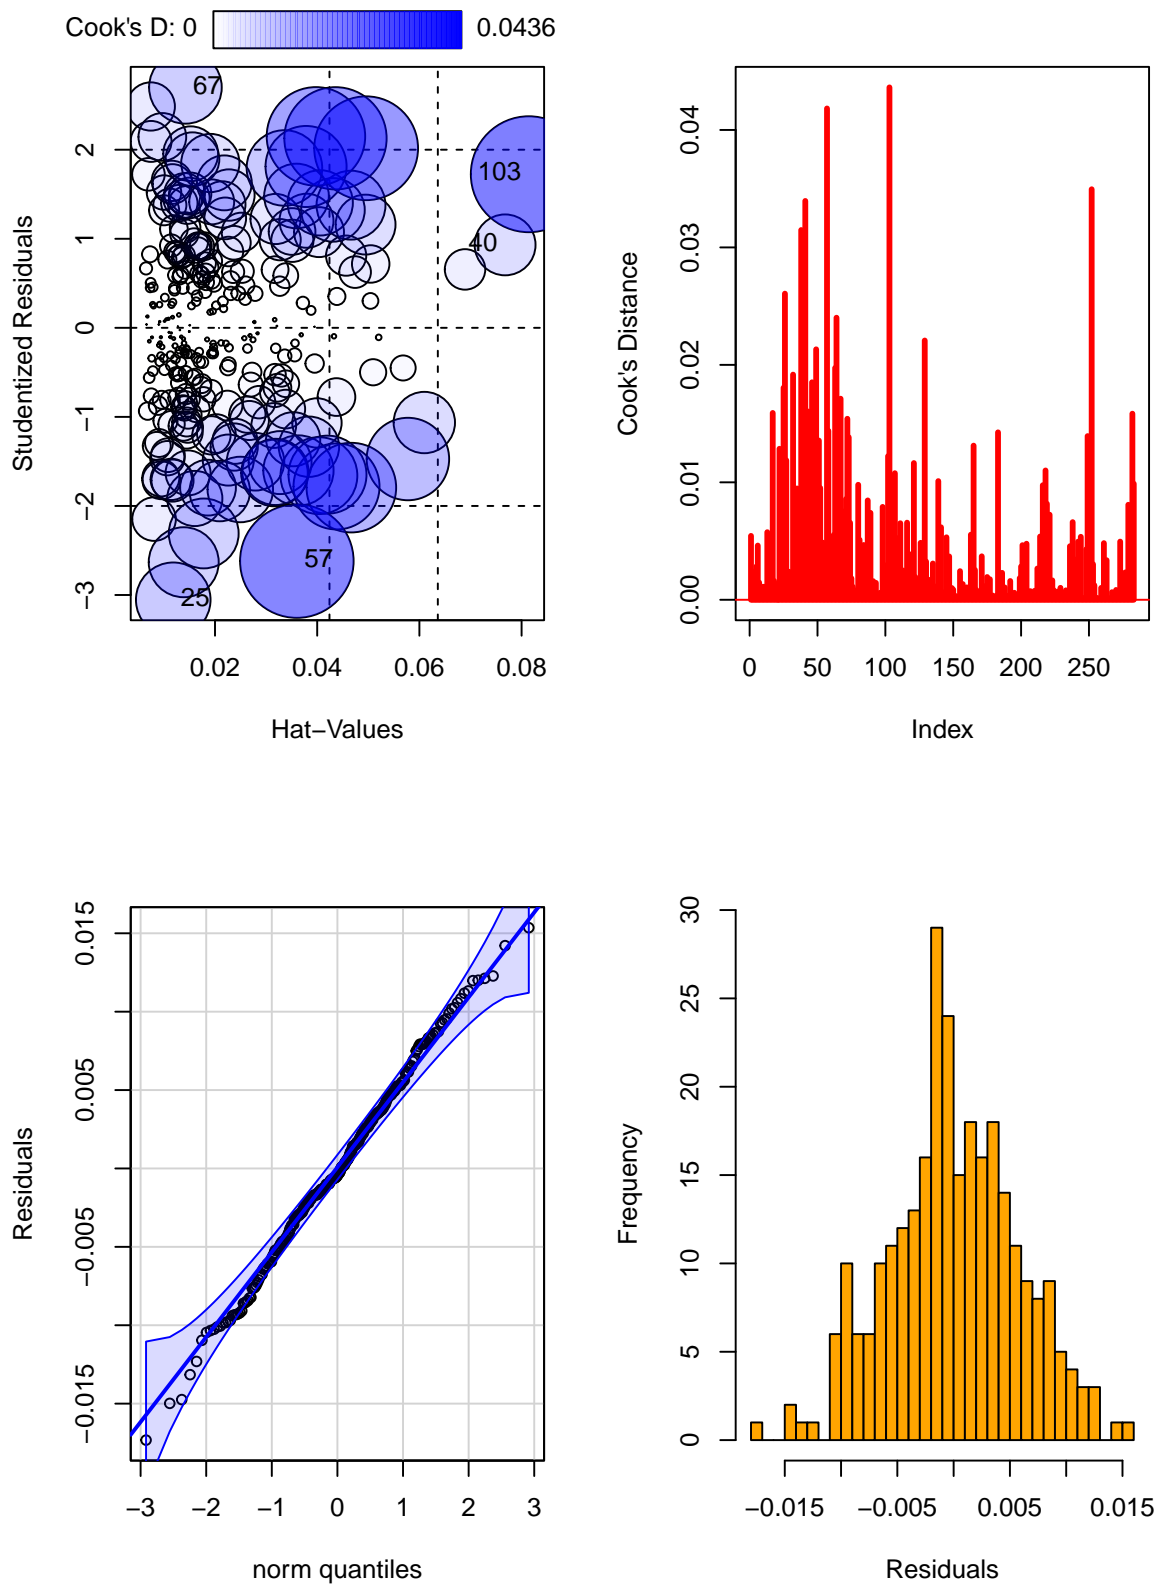 Cook's D: 0 0.0436
67
103
40
57
25
−3 −2 −1 0 1 2
0.02 0.04 0.06 0.08
Studentized Residuals
Hat−Values
0.00 0.01 0.02 0.03 0.04
0 50 100 150 200 250
Cook's Distance
Index
−0.015 −0.005 0.005 0.015
−3 −2 −1 0 1 2 3
Residuals
norm quantiles
0 5 10 15 20 25 30
−0.015 −0.005 0.005 0.015
Frequency
Residuals